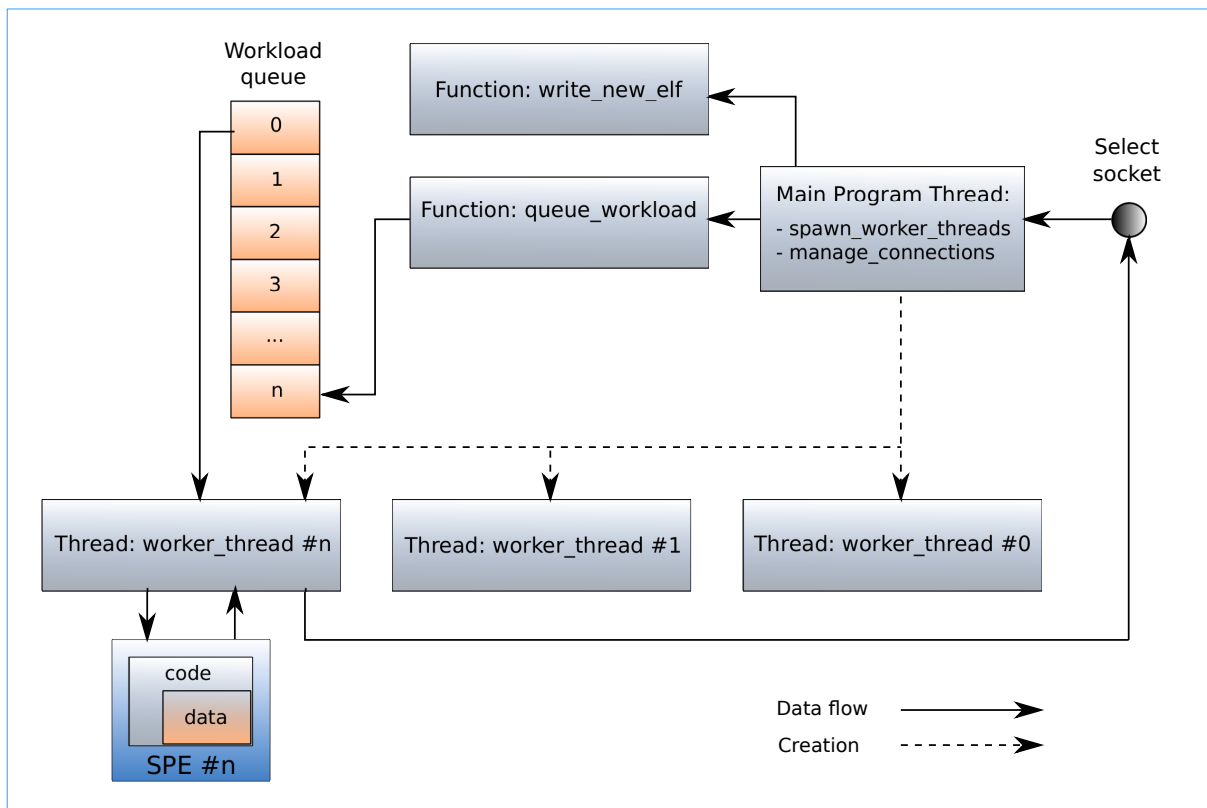 Workload
queue
0
1
2
3
...
n
Function: write_new_elf
Function: queue_workload
Main Program Thread:
- spawn_worker_threads
- manage_connections
Select
socket
Thread: worker_thread #n
Thread: worker_thread #1
Thread: worker_thread #0
code
data
SPE #n
Data flow
Creation